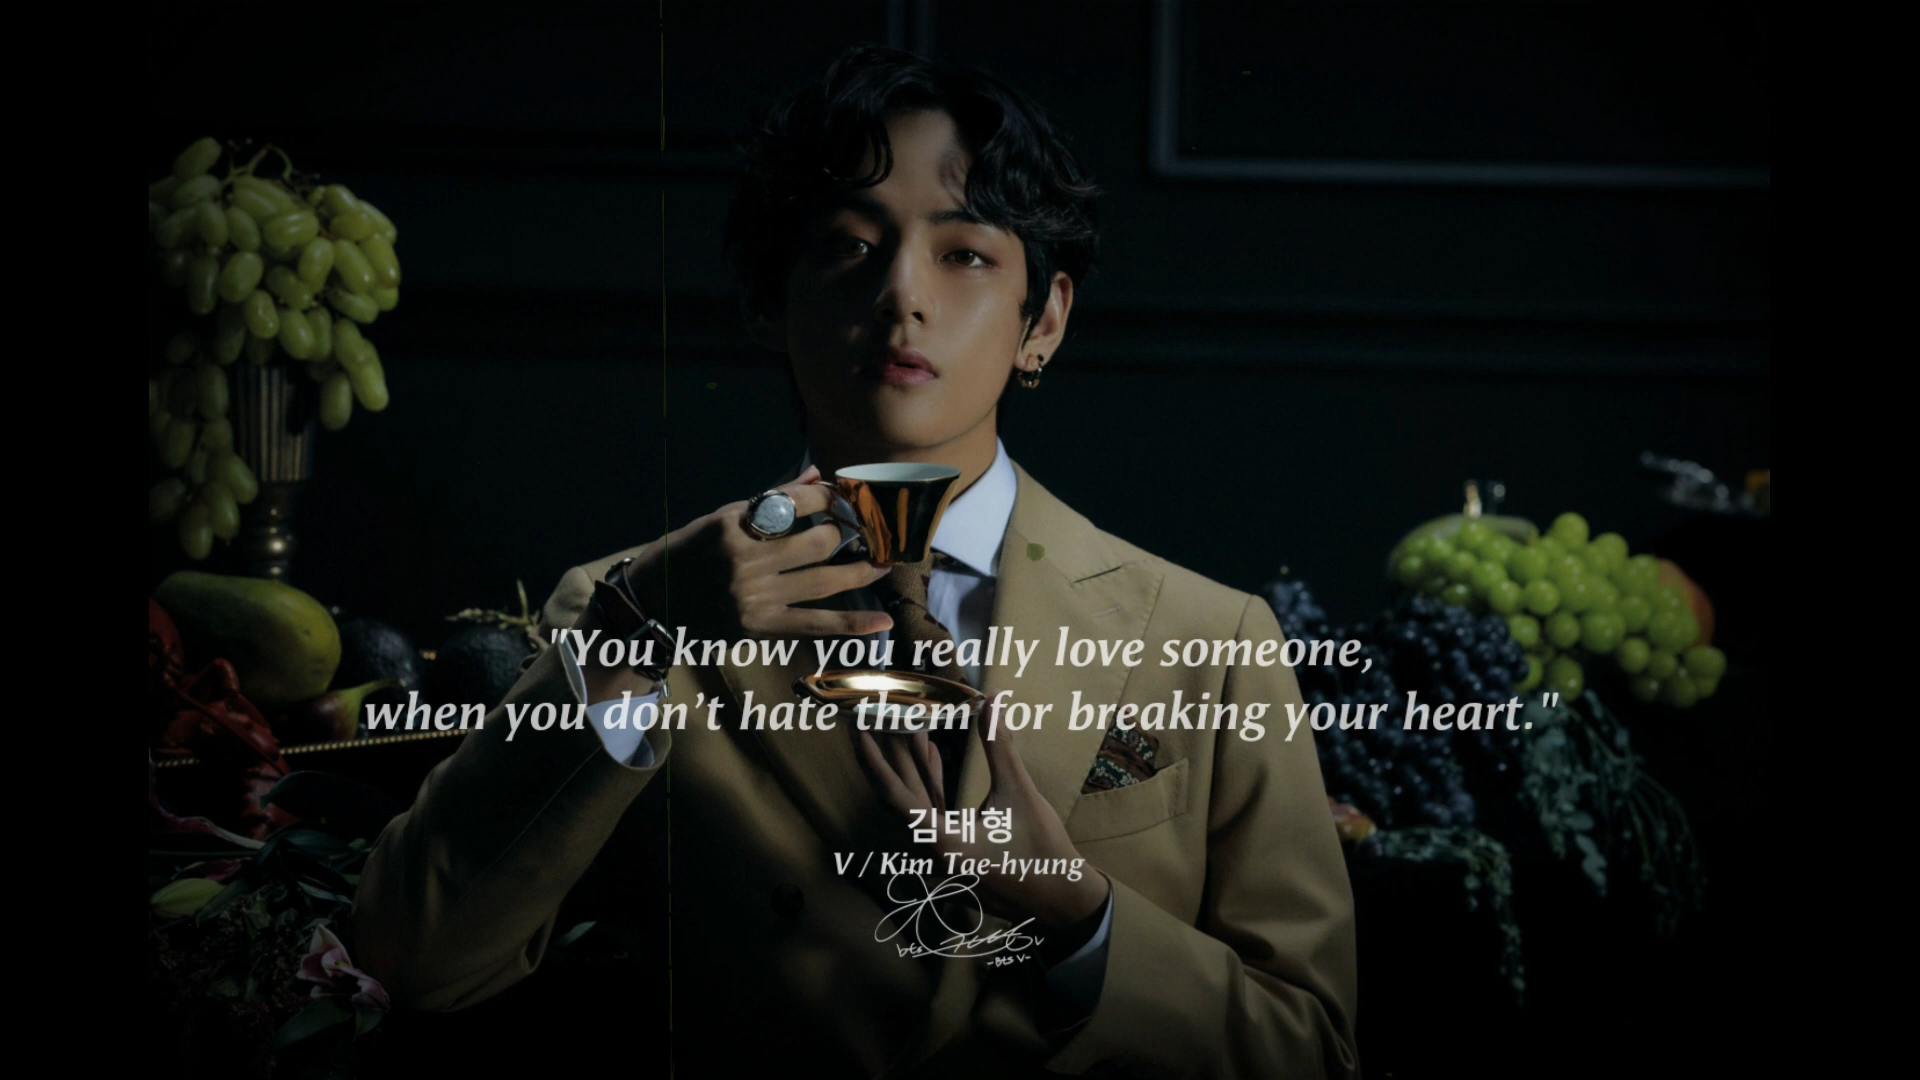 "You know you really love someone,
when you don’t hate them for breaking your heart."
김태형
V / Kim Tae-hyung
bts V
-Bts V-